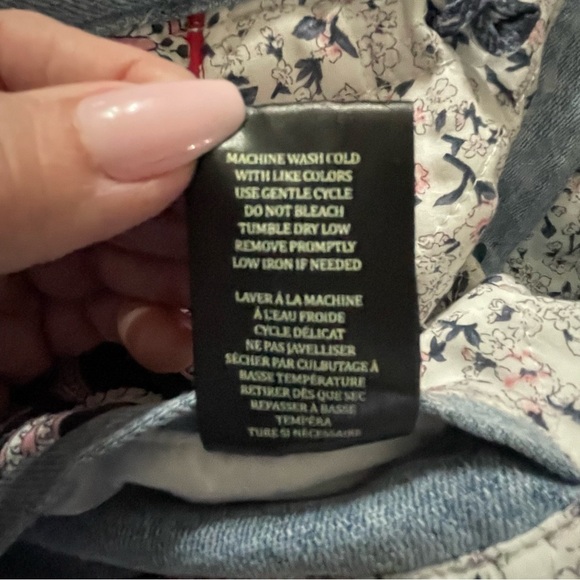 MACHINE WASH COLD
WITH LIKE COLORS
USE GENTLE CYCLE
DO NOT BLEACH
TUMBLE DRY LOW
REMOVE PROMPTLY
LOW IRON IF NEEDED
LAVER À LA MACHINE
À L'EAU FROIDE
CYCLE DÉLICAT
NE PAS JAVELLISER
SÉCHER PAR CULBUTAGE À
BASSE TEMPÉRATURE
RETIRER DÈS QUE SEC
REPASSER À BASSE
TEMPÉRA
TURE SI NÉCESSAIRE